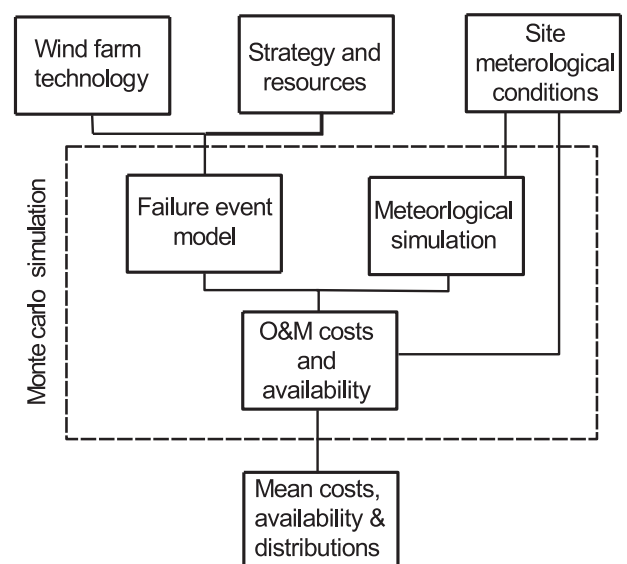 Wind farm
technology
Strategy and
resources
Site
meterological
conditions
Monte carlo simulation
Failure event
model
Meteorlogical
simulation
O&M costs
and
availability
Mean costs,
availability &
distributions